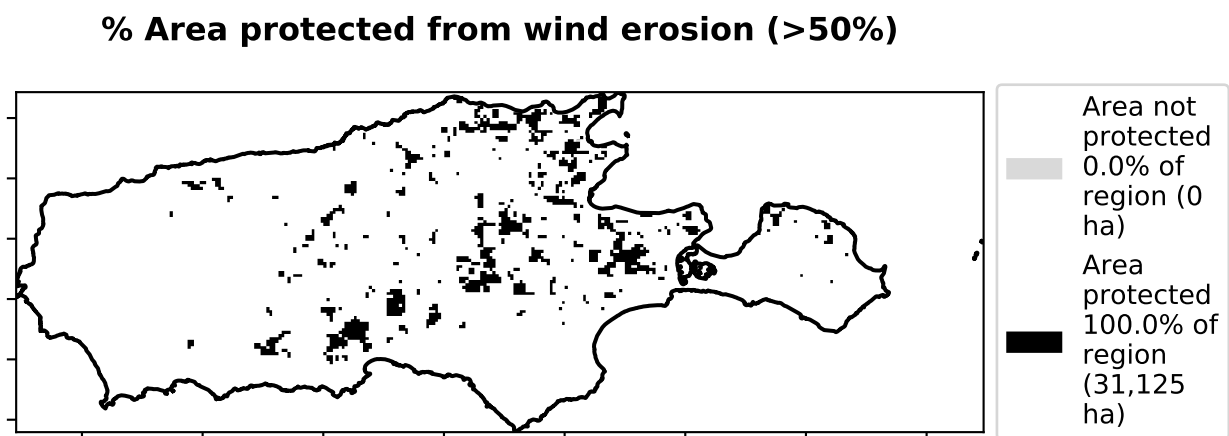 % Area protected from wind erosion (>50%)
Area not
protected
0.0% of
region (0
ha)
Area
protected
100.0% of
region
(31,125
ha)